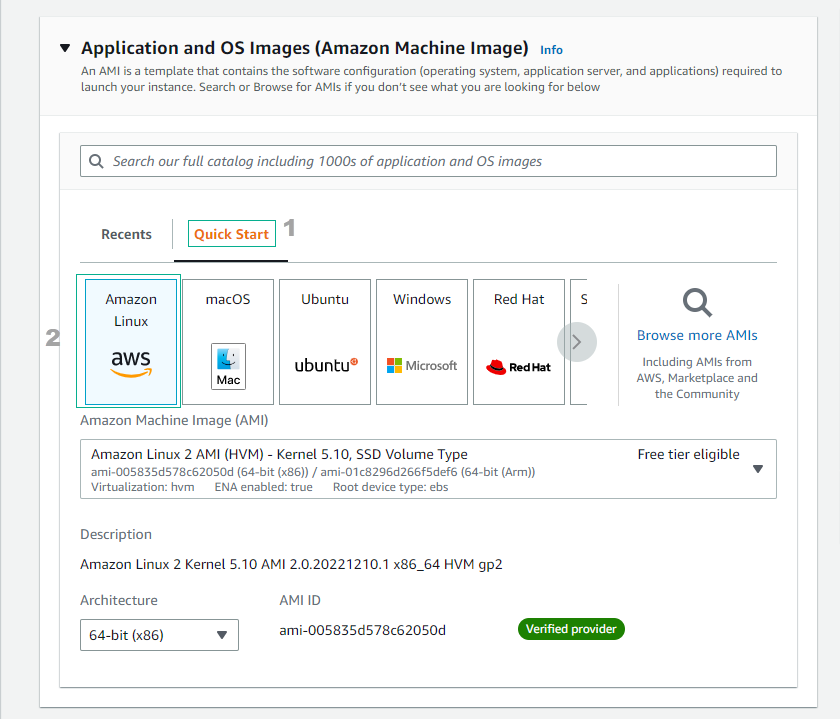 Application and OS Images (Amazon Machine Image) Info
An AMI is a template that contains the software configuration (operating system, application server, and applications) required to
launch your instance. Search or Browse for AMIs if you don't see what you are looking for below
Search our full catalog including 1000s of application and OS images
Recents
Quick Start
1
2
Amazon
Linux
aws
macOS
Mac
Ubuntu
ubuntu
Windows
Microsoft
Red Hat
Red Hat
S
Browse more AMIs
Including AMIs from
AWS, Marketplace and
the Community
Amazon Machine Image (AMI)
Amazon Linux 2 AMI (HVM) - Kernel 5.10, SSD Volume Type
Free tier eligible
ami-005835d578c62050d (64-bit (x86)) / ami-01c8296d266f5def6 (64-bit (Arm))
Virtualization: hvm ENA enabled: true Root device type: ebs
Description
Amazon Linux 2 Kernel 5.10 AMI 2.0.20221210.1 x86_64 HVM gp2
Architecture
AMI ID
64-bit (x86)
ami-005835d578c62050d
Verified provider